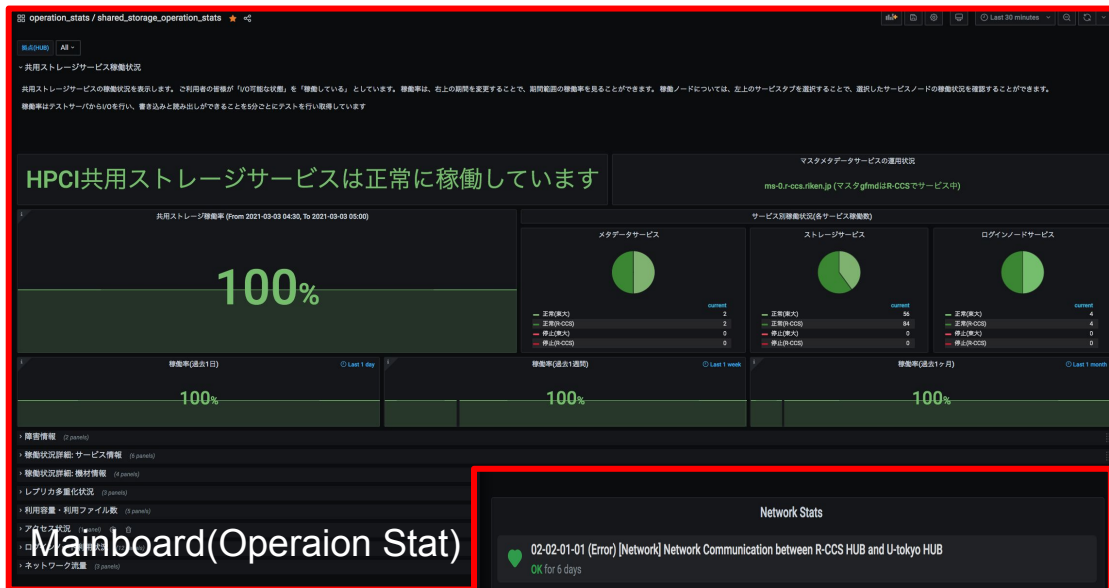 operation_stats / shared_storage_operation_stats
Last 30 minutes
拠点(HUB) All
共用ストレージサービス稼働状況
共用ストレージサービスの稼働状況を表示します。ご利用者の皆様が「I/O可能な状態」を「稼働している」としています。稼働率は、右上の期間を変更することで、期間範囲の稼働率を見ることができます。稼働ノードについては、左上のサービスタブを選択することで、選択したサービスノードの稼働状況を確認することができます。
稼働率はテストサーバからI/Oを行い、書き込みと読み出しができることを5分ごとにテストを行い取得しています
HPCI共用ストレージサービスは正常に稼働しています
マスタメタデータサービスの運用状況
ms-0.r-ccs.riken.jp (マスタgfmdはR-CCSでサービス中)
共用ストレージ稼働率 (From 2021-03-03 04:30, To 2021-03-03 05:00)
100%
サービス別稼働状況(各サービス稼働数)
メタデータサービス
current
正常(東大) 2
正常(R-CCS) 2
停止(東大) 0
停止(R-CCS) 0
ストレージサービス
current
正常(東大) 56
正常(R-CCS) 84
停止(東大) 0
停止(R-CCS) 0
ログインノードサービス
current
正常(東大) 4
正常(R-CCS) 4
停止(東大) 0
停止(R-CCS) 0
稼働率(過去1日) Last 1 day
100%
稼働率(過去1週間) Last 1 week
100%
稼働率(過去1ヶ月) Last 1 month
100%
障害情報 (2 panels)
稼働状況詳細: サービス情報 (6 panels)
稼働状況詳細: 機材情報 (4 panels)
レプリカ多重化状況 (3 panels)
利用容量・利用ファイル数 (5 panels)
アクセス状況
Mainboard(Operaion Stat)
ネットワーク流量 (3 panels)
Network Stats
02-02-01-01 (Error) [Network] Network Communication between R-CCS HUB and U-tokyo HUB
OK for 6 days